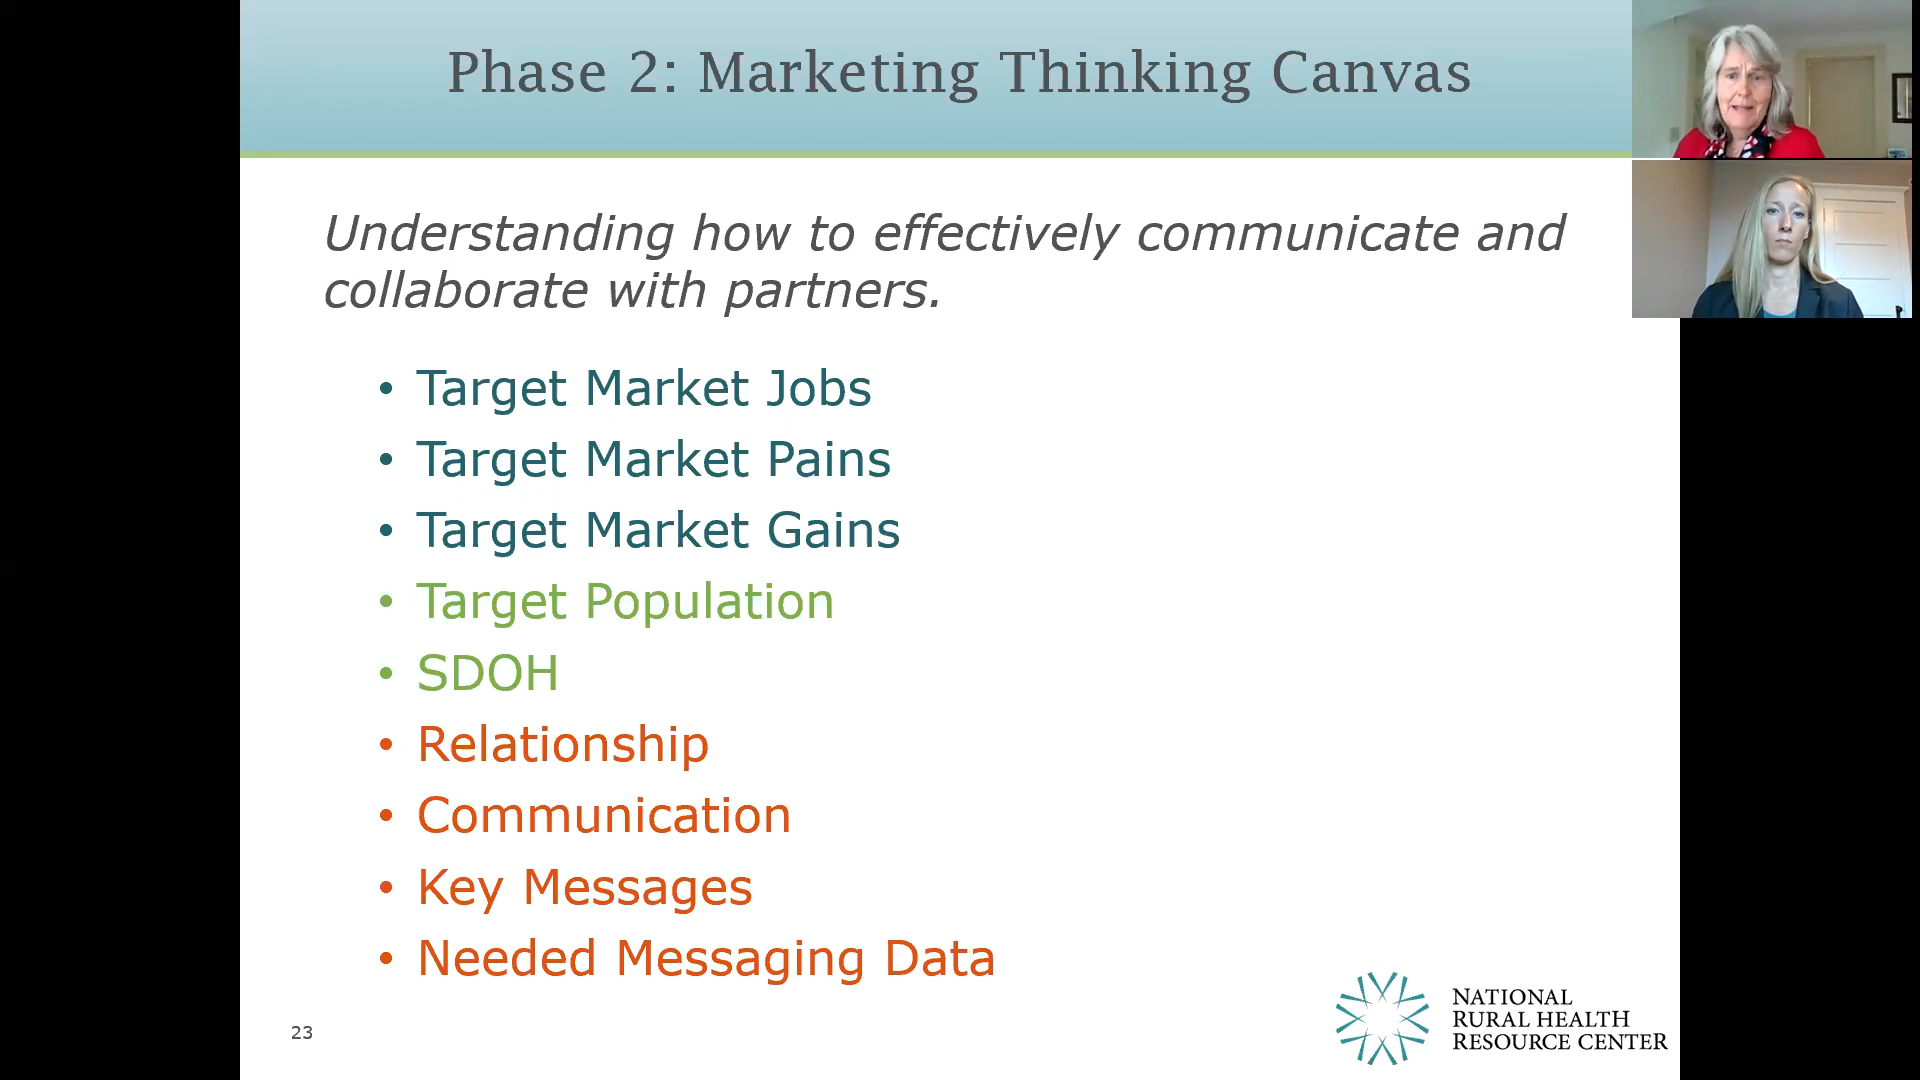 Phase 2: Marketing Thinking Canvas
Understanding how to effectively communicate and
collaborate with partners.
• Target Market Jobs
• Target Market Pains
• Target Market Gains
• Target Population
• SDOH
• Relationship
• Communication
• Key Messages
• Needed Messaging Data
23
NATIONAL
RURAL HEALTH
RESOURCE CENTER